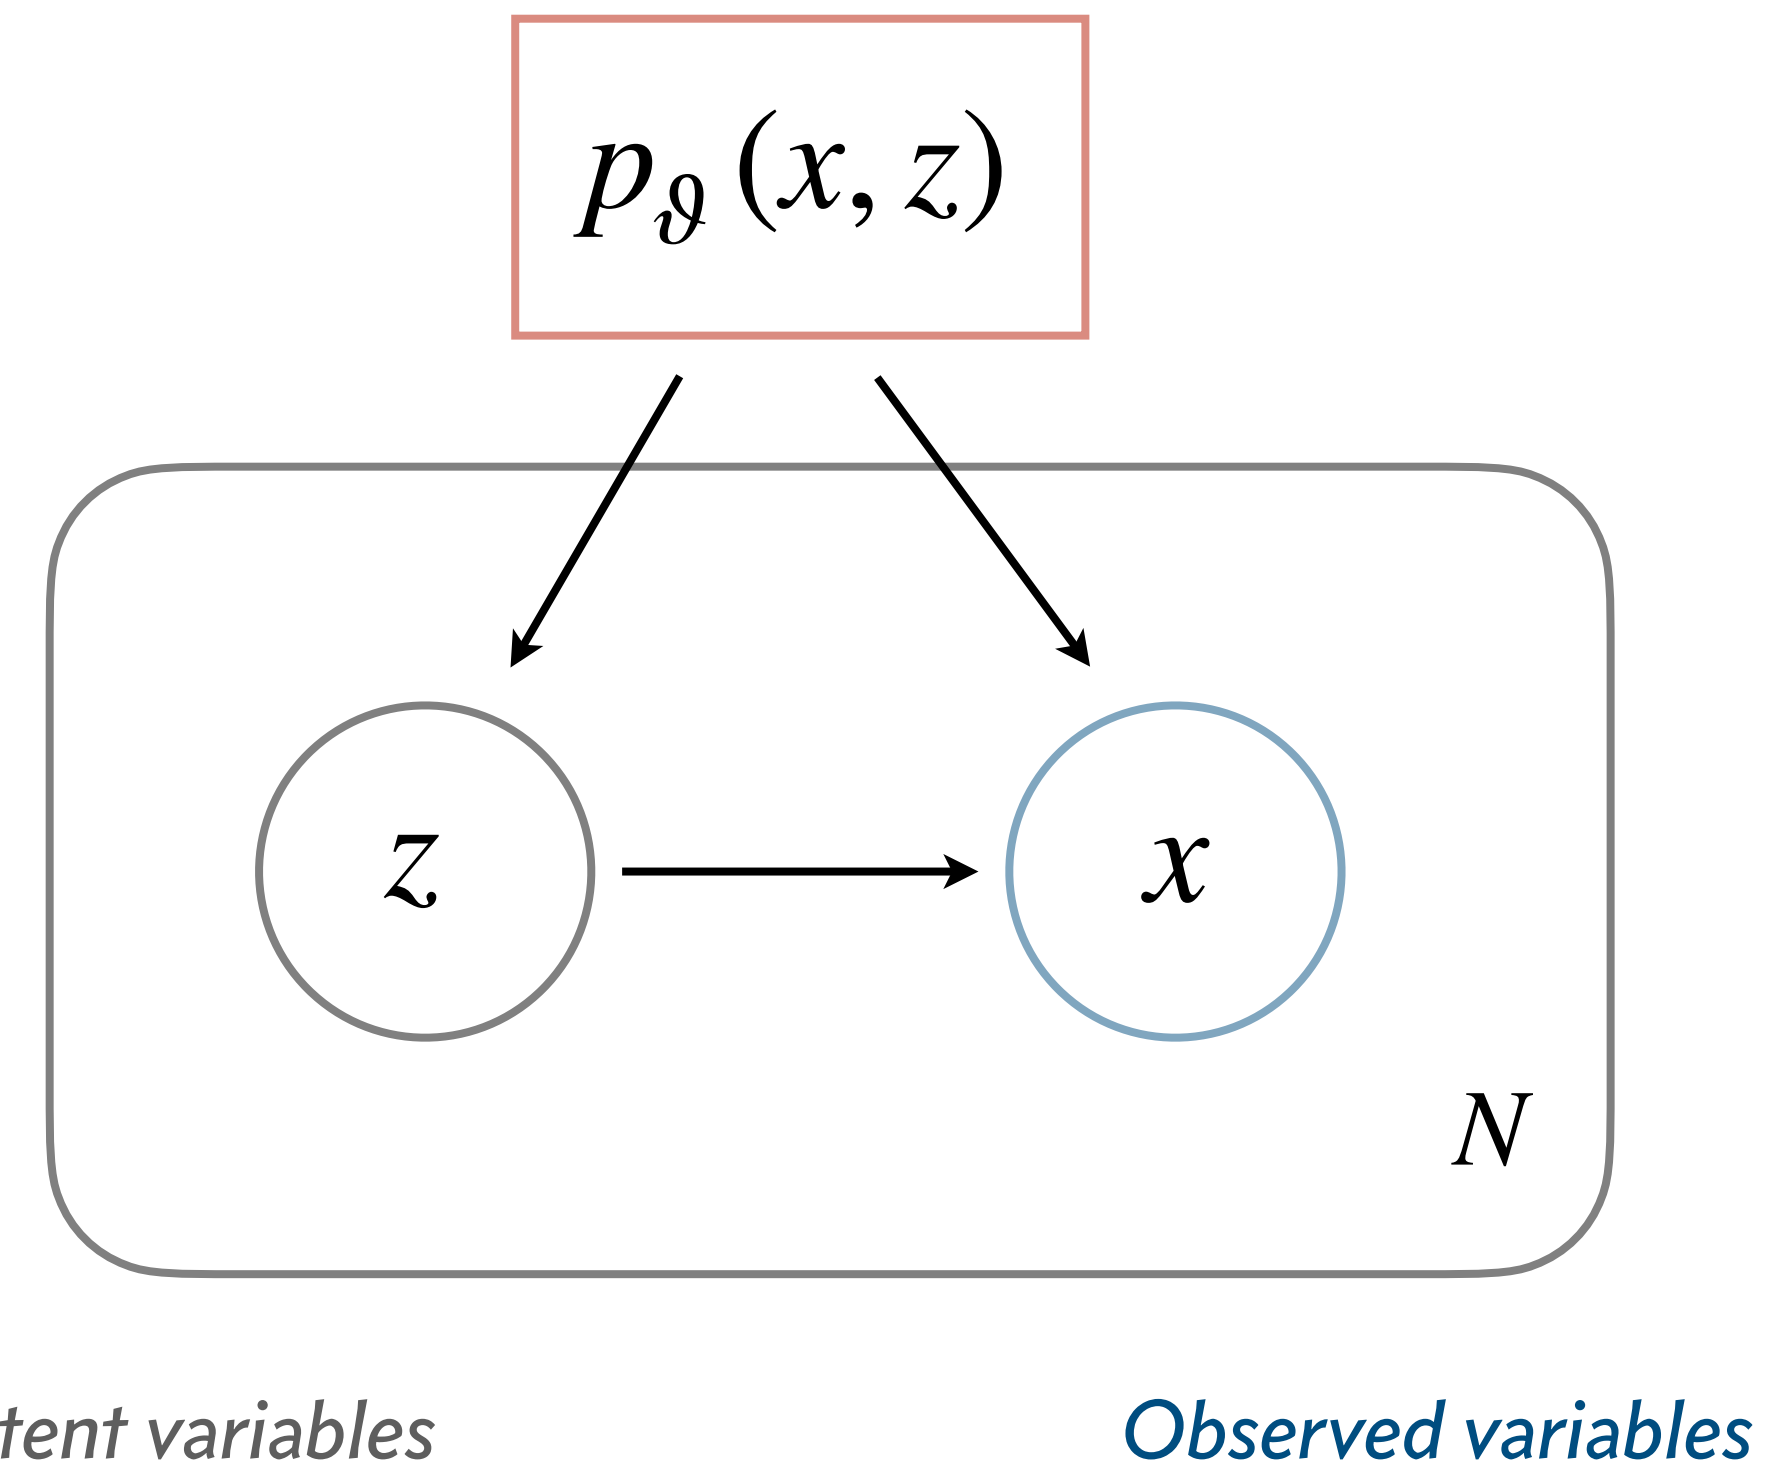 pϑ (x, z)
z
x
N
tent variables
Observed variables